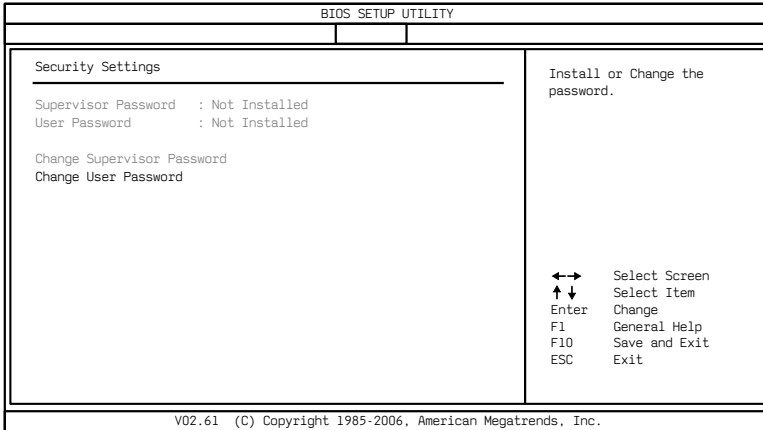 BIOS SETUP UTILITY
Security Settings
Supervisor Password : Not Installed
User Password : Not Installed
Change Supervisor Password
Change User Password
Install or Change the
password.
←→ Select Screen
↑↓ Select Item
Enter Change
F1 General Help
F10 Save and Exit
ESC Exit
V02.61 (C) Copyright 1985-2006, American Megatrends, Inc.